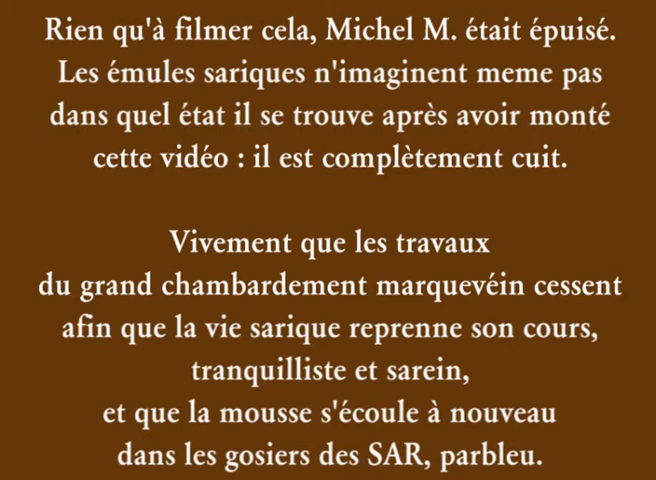 Rien qu'à filmer cela, Michel M. était épuisé.
Les émules sariques n'imaginent meme pas
dans quel état il se trouve après avoir monté
cette vidéo : il est complètement cuit.
Vivement que les travaux
du grand chambardement marquevéin cessent
afin que la vie sarique reprenne son cours,
tranquilliste et sarein,
et que la mousse s'écoule à nouveau
dans les gosiers des SAR, parbleu.